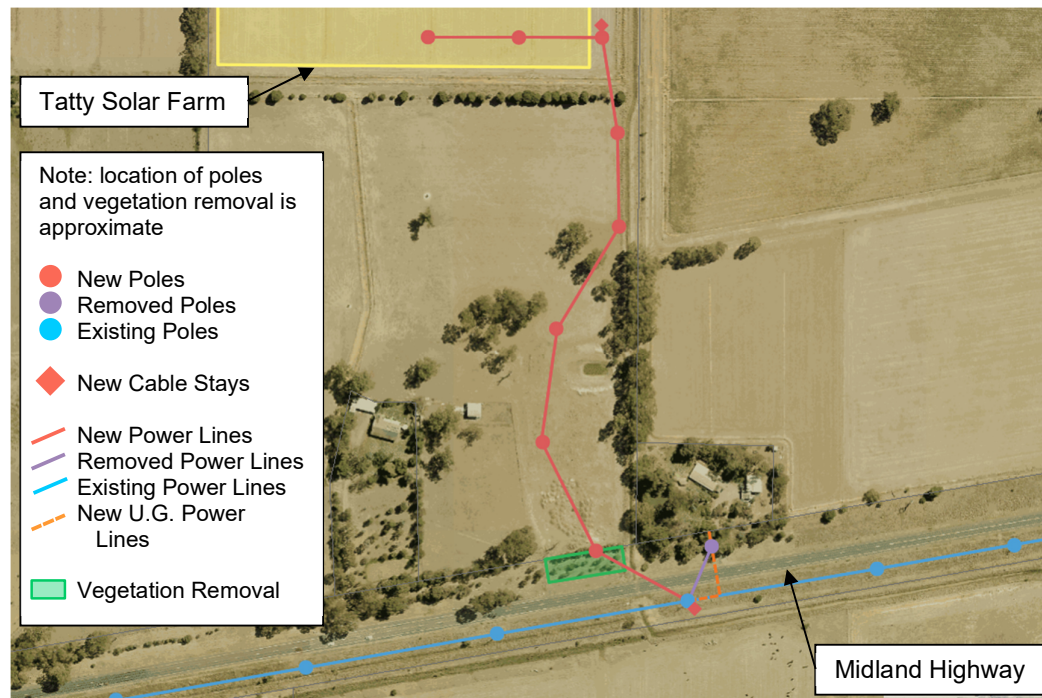 Tatty Solar Farm
Note: location of poles
and vegetation removal is
approximate
New Poles
Removed Poles
Existing Poles
New Cable Stays
New Power Lines
Removed Power Lines
Existing Power Lines
New U.G. Power
Lines
Vegetation Removal
Midland Highway